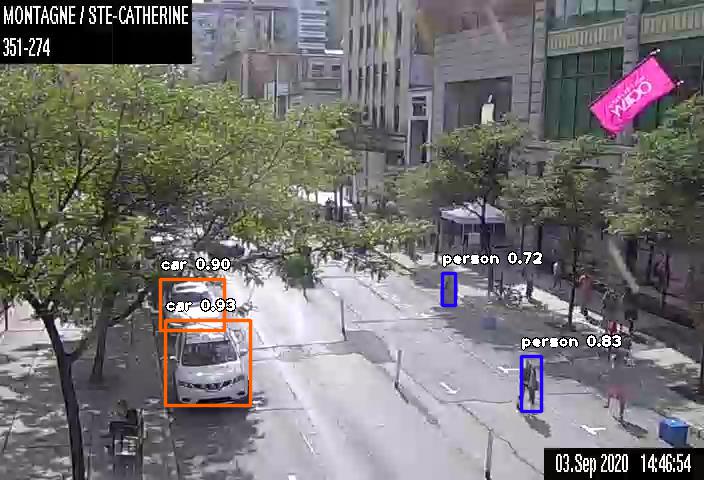 MONTAGNE / STE-CATHERINE
351-274
car 0.90
person 0.72
car 0.93
person 0.83
03.Sep 2020 14:46:54